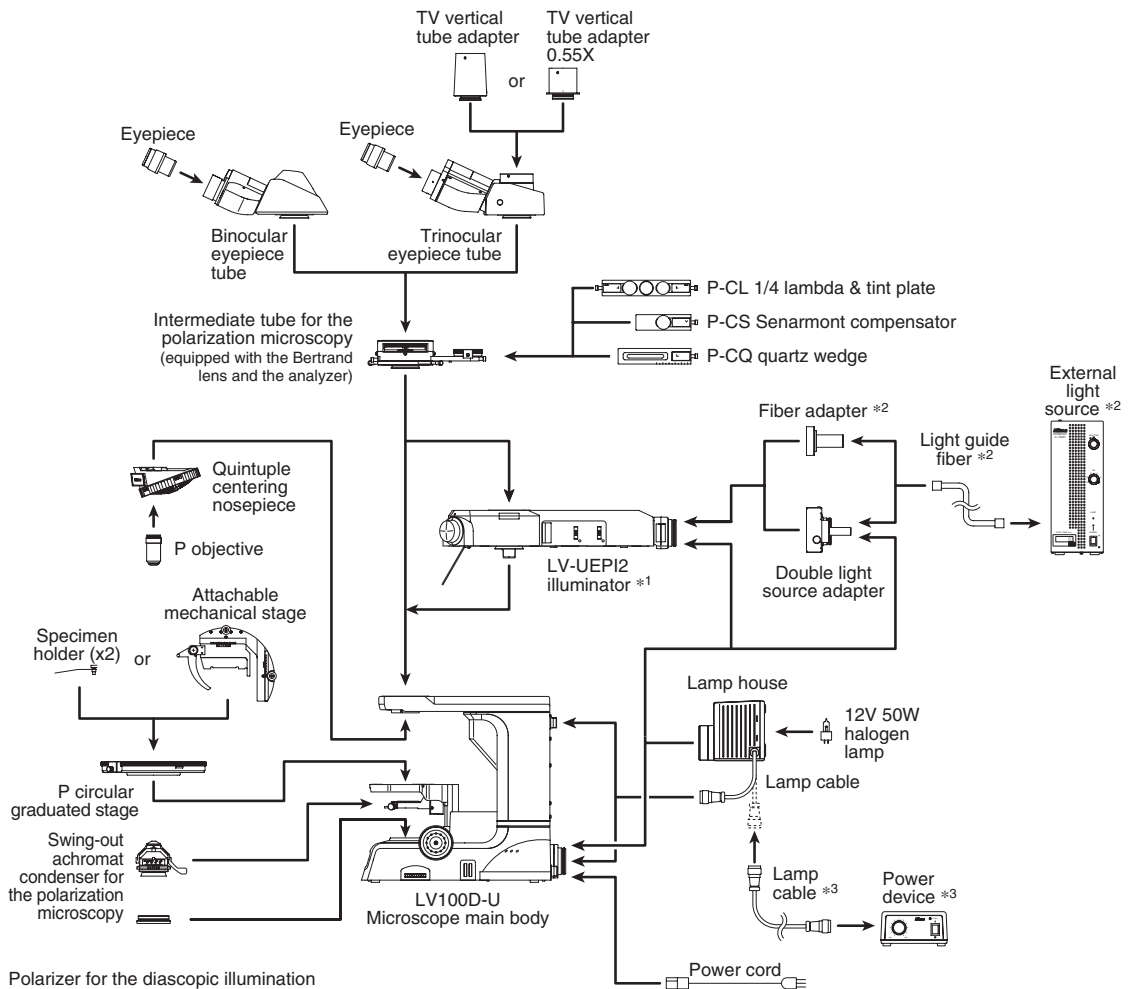 TV vertical
tube adapter
or
TV vertical
tube adapter
0.55X
Eyepiece
Eyepiece
Binocular
eyepiece
tube
Trinocular
eyepiece tube
P-CL 1/4 lambda & tint plate
P-CS Senarmont compensator
P-CQ quartz wedge
Intermediate tube for the
polarization microscopy
(equipped with the Bertrand
lens and the analyzer)
External
light
source *2
Fiber adapter *2
Light guide
fiber *2
Quintuple
centering
nosepiece
P objective
LV-UEPI2
illuminator *1
Double light
source adapter
Attachable
mechanical stage
Specimen
holder (x2)
or
Lamp house
12V 50W
halogen
lamp
Lamp cable
P circular
graduated stage
Swing-out
achromat
condenser for
the polarization
microscopy
LV100D-U
Microscope main body
Lamp
cable *3
Power
device *3
Power cord
Polarizer for the diascopic illumination